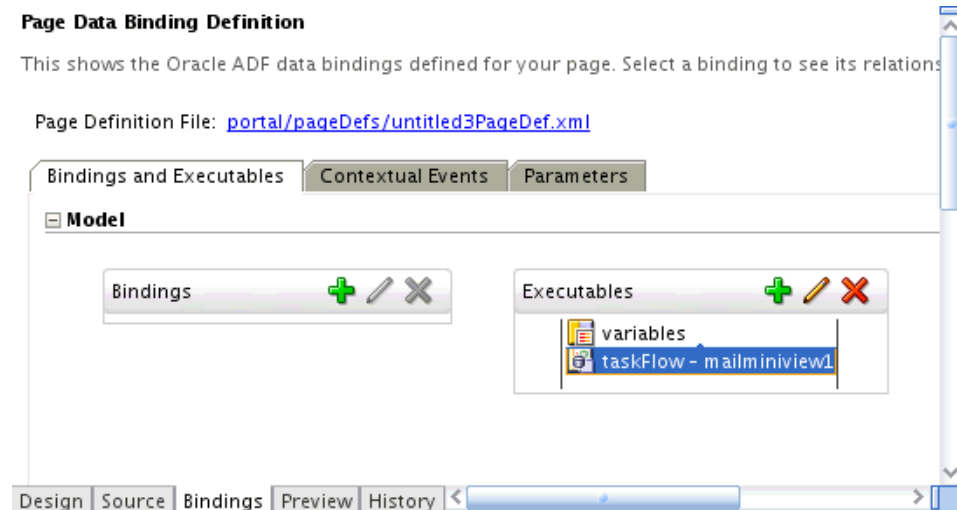 Page Data Binding Definition
This shows the Oracle ADF data bindings defined for your page. Select a binding to see its relations
Page Definition File: portal/pageDefs/untitled3PageDef.xml
Bindings and Executables Contextual Events Parameters
Model
Bindings Executables
variables
taskFlow - mailminiview1
Design Source Bindings Preview History